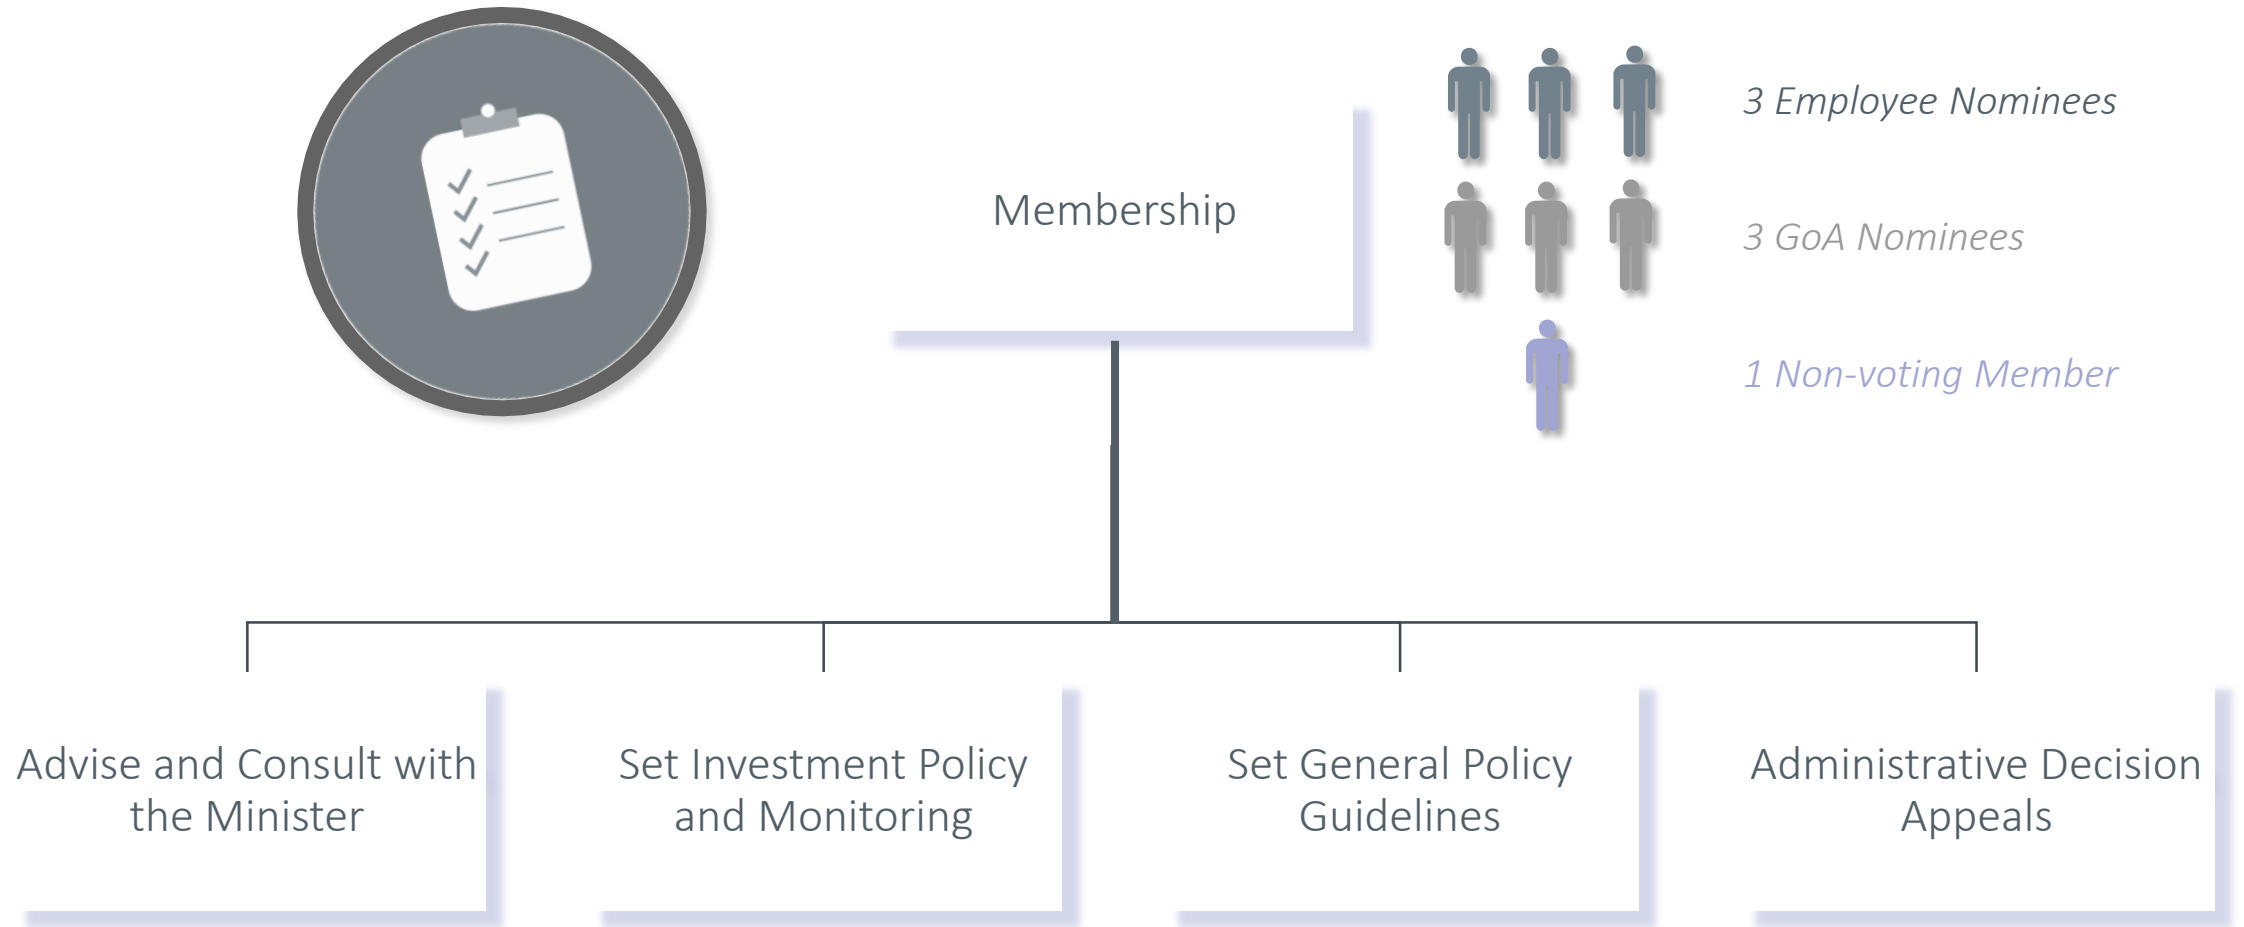 Membership
3 Employee Nominees
3 GoA Nominees
1 Non-voting Member
Advise and Consult with
the Minister
Set Investment Policy
and Monitoring
Set General Policy
Guidelines
Administrative Decision
Appeals